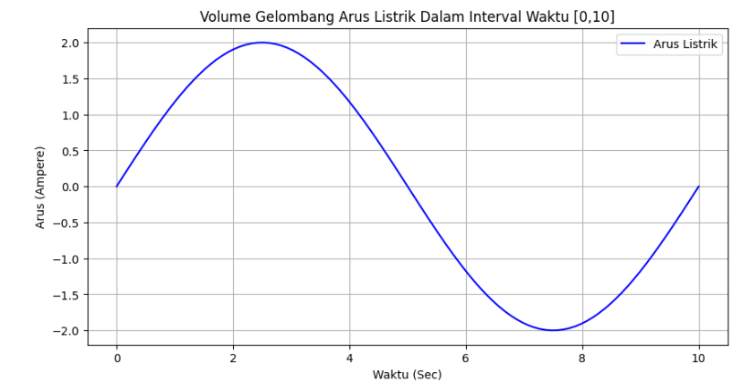 Volume Gelombang Arus Listrik Dalam Interval Waktu [0,10]
Arus Listrik
2.0
1.5
1.0
0.5
0.0
−0.5
−1.0
−1.5
−2.0
Arus (Ampere)
0 2 4 6 8 10
Waktu (Sec)